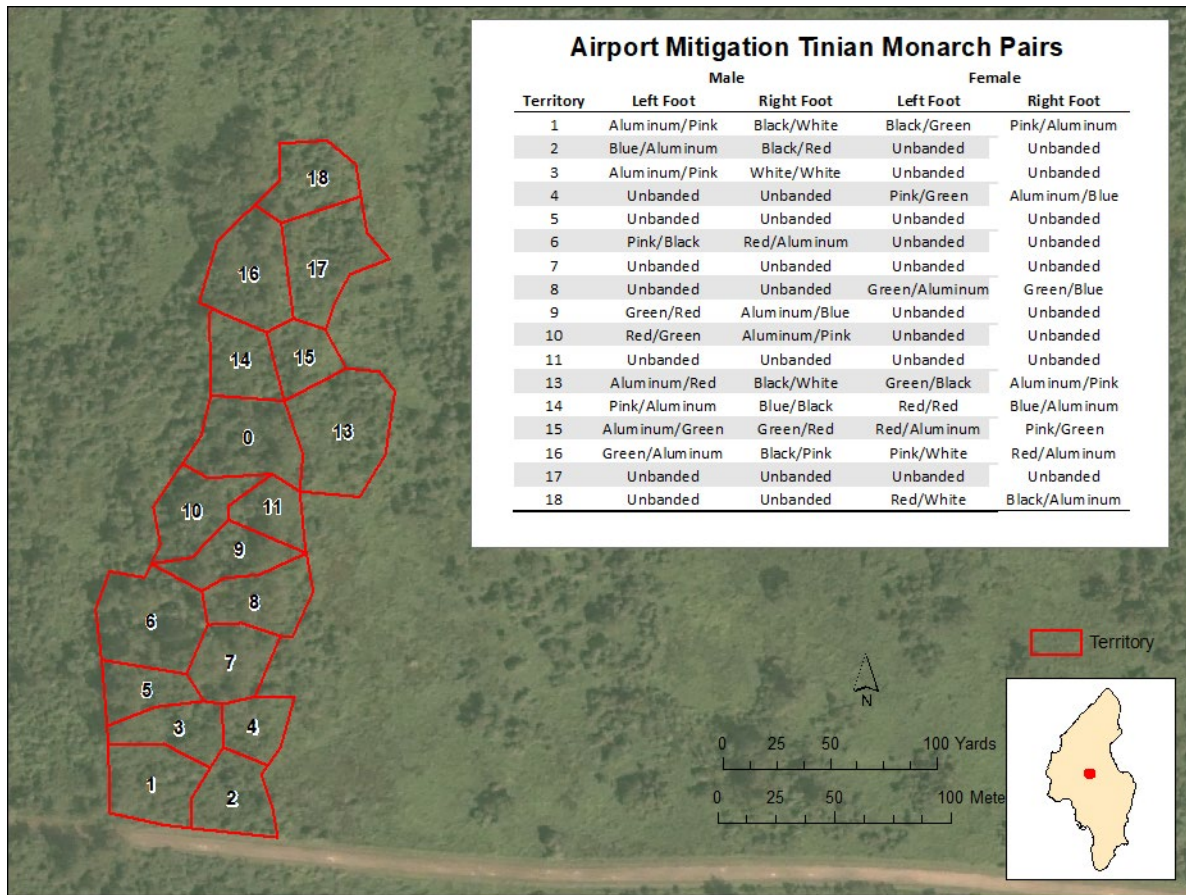 Airport Mitigation Tinian Monarch Pairs
Male Female
Territory Left Foot Right Foot Left Foot Right Foot
1 Aluminum/Pink Black/White Black/Green Pink/Aluminum
2 Blue/Aluminum Black/Red Unbanded Unbanded
3 Aluminum/Pink White/White Unbanded Unbanded
4 Unbanded Unbanded Pink/Green Aluminum/Blue
5 Unbanded Unbanded Unbanded Unbanded
6 Pink/Black Red/Aluminum Unbanded Unbanded
7 Unbanded Unbanded Unbanded Unbanded
8 Unbanded Unbanded Green/Aluminum Green/Blue
9 Green/Red Aluminum/Blue Unbanded Unbanded
10 Red/Green Aluminum/Pink Unbanded Unbanded
11 Unbanded Unbanded Unbanded Unbanded
13 Aluminum/Red Black/White Green/Black Aluminum/Pink
14 Pink/Aluminum Blue/Black Red/Red Blue/Aluminum
15 Aluminum/Green Green/Red Red/Aluminum Pink/Green
16 Green/Aluminum Black/Pink Pink/White Red/Aluminum
17 Unbanded Unbanded Unbanded Unbanded
18 Unbanded Unbanded Red/White Black/Aluminum
18
16
17
14
15
0
13
10
11
9
8
6
7
5
3
4
1
2
Territory
N
0 25 50 100 Yards
0 25 50 100 Mete